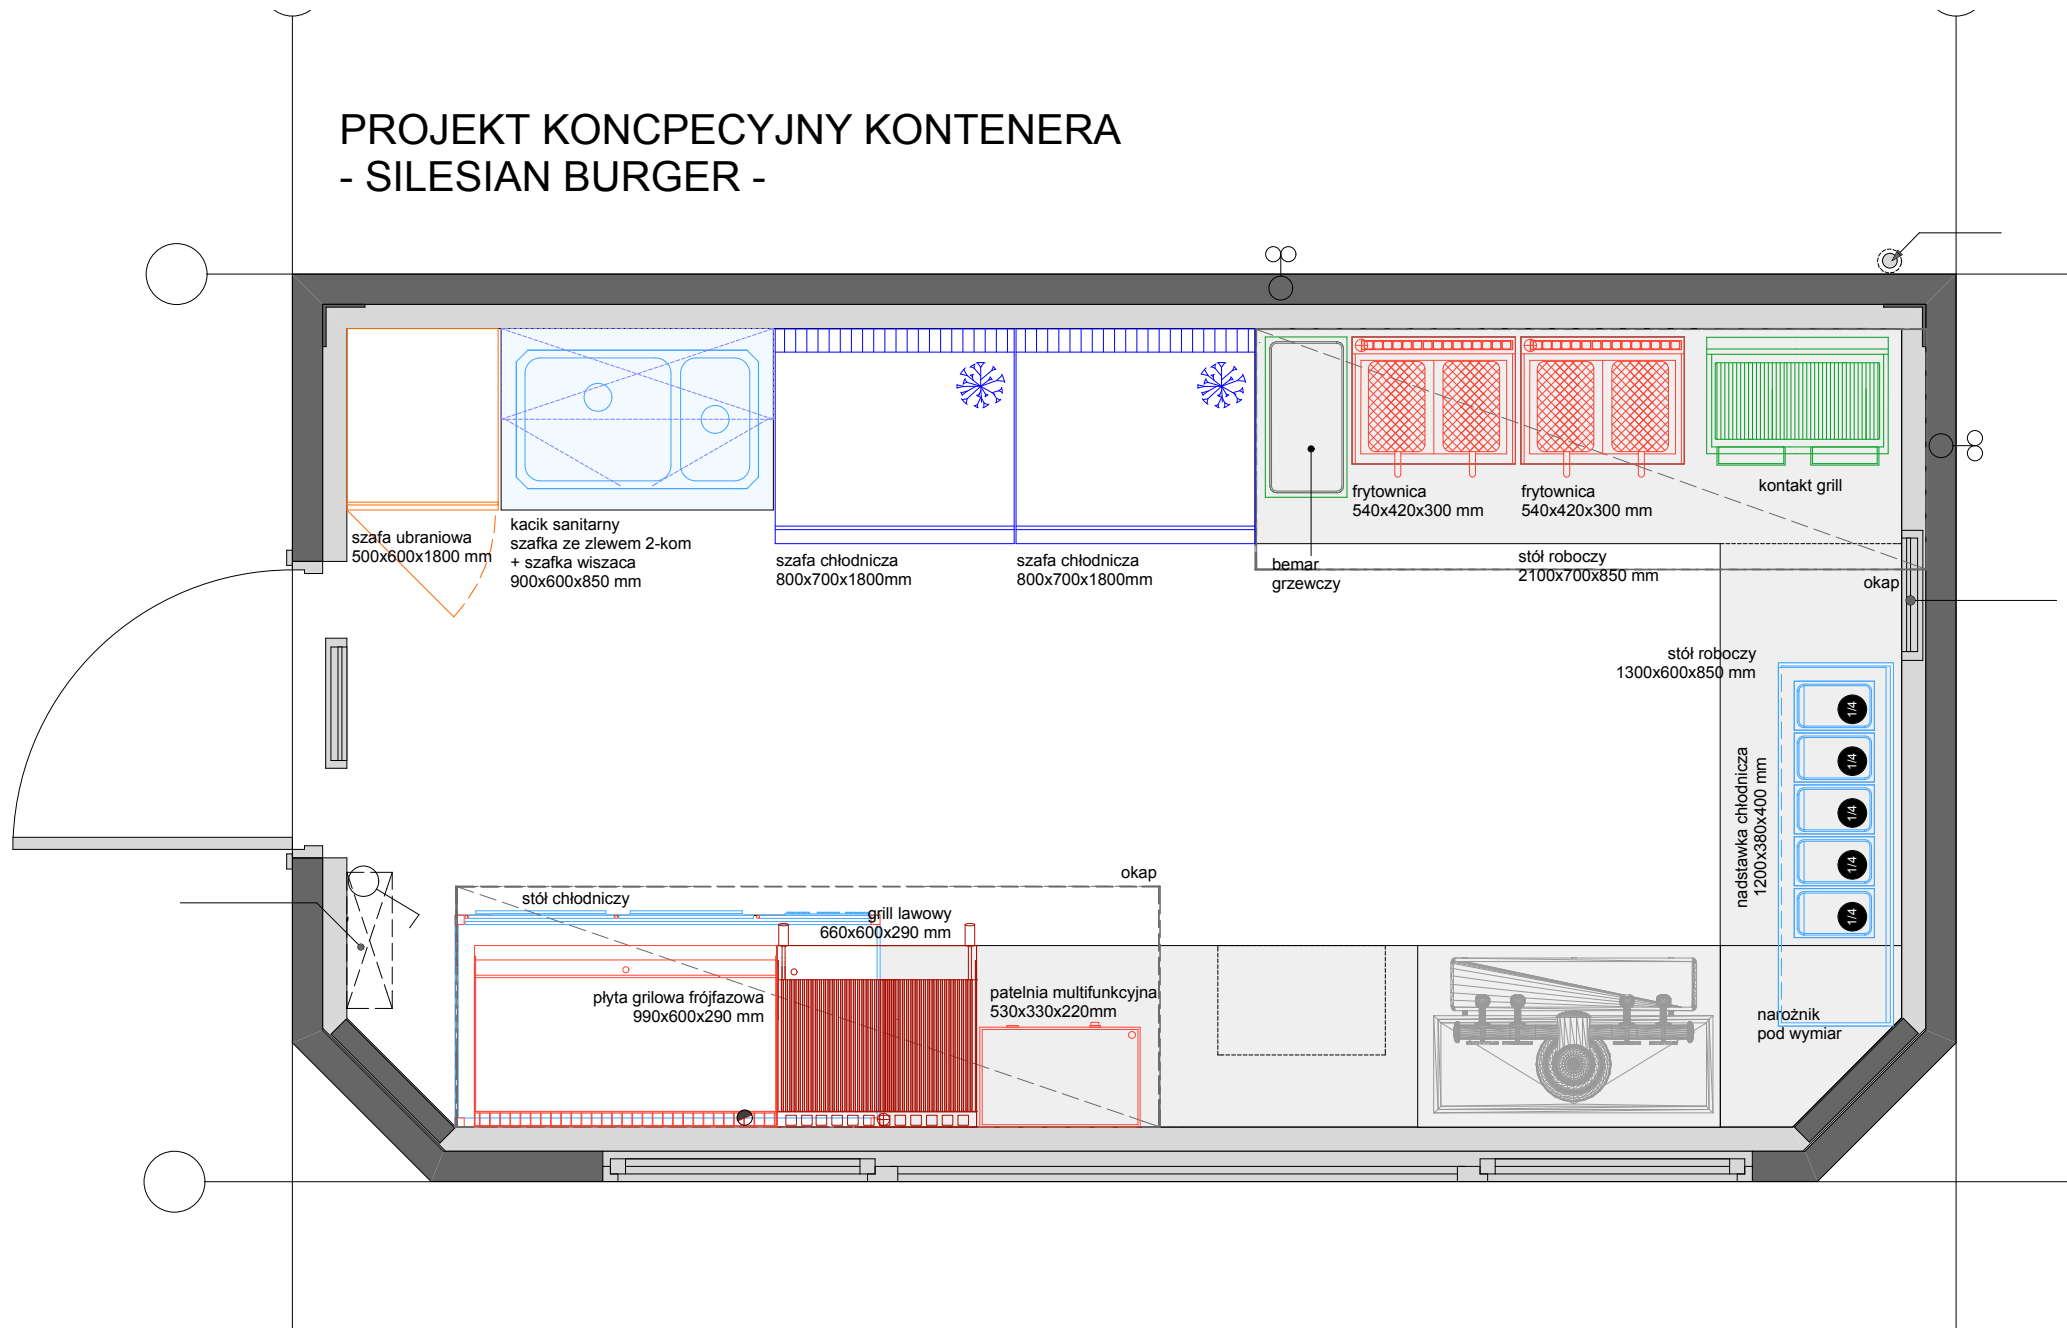 PROJEKT KONCPECYJNY KONTENERA
- SILESIAN BURGER -
szafa ubraniowa
500x600x1800 mm
kacik sanitarny
szafka ze zlewem 2-kom
+ szafka wiszaca
900x600x850 mm
szafa chłodnicza
800x700x1800mm
szafa chłodnicza
800x700x1800mm
bemar
grzewczy
frytownica
540x420x300 mm
frytownica
540x420x300 mm
kontakt grill
stół roboczy
2100x700x850 mm
okap
stół roboczy
1300x600x850 mm
nadstawka chłodnicza
1200x380x400 mm
1/4
1/4
1/4
1/4
1/4
okap
stół chłodniczy
grill lawowy
660x600x290 mm
płyta grilowa frójfazowa
990x600x290 mm
patelnia multifunkcyjna
530x330x220mm
narożnik
pod wymiar